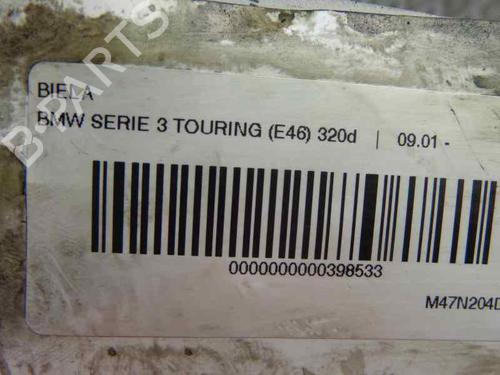 B-PARTS
BIELA
BMW SERIE 3 TOURING (E46) 320d | 09.01 -
0000000000398533
M47N204D